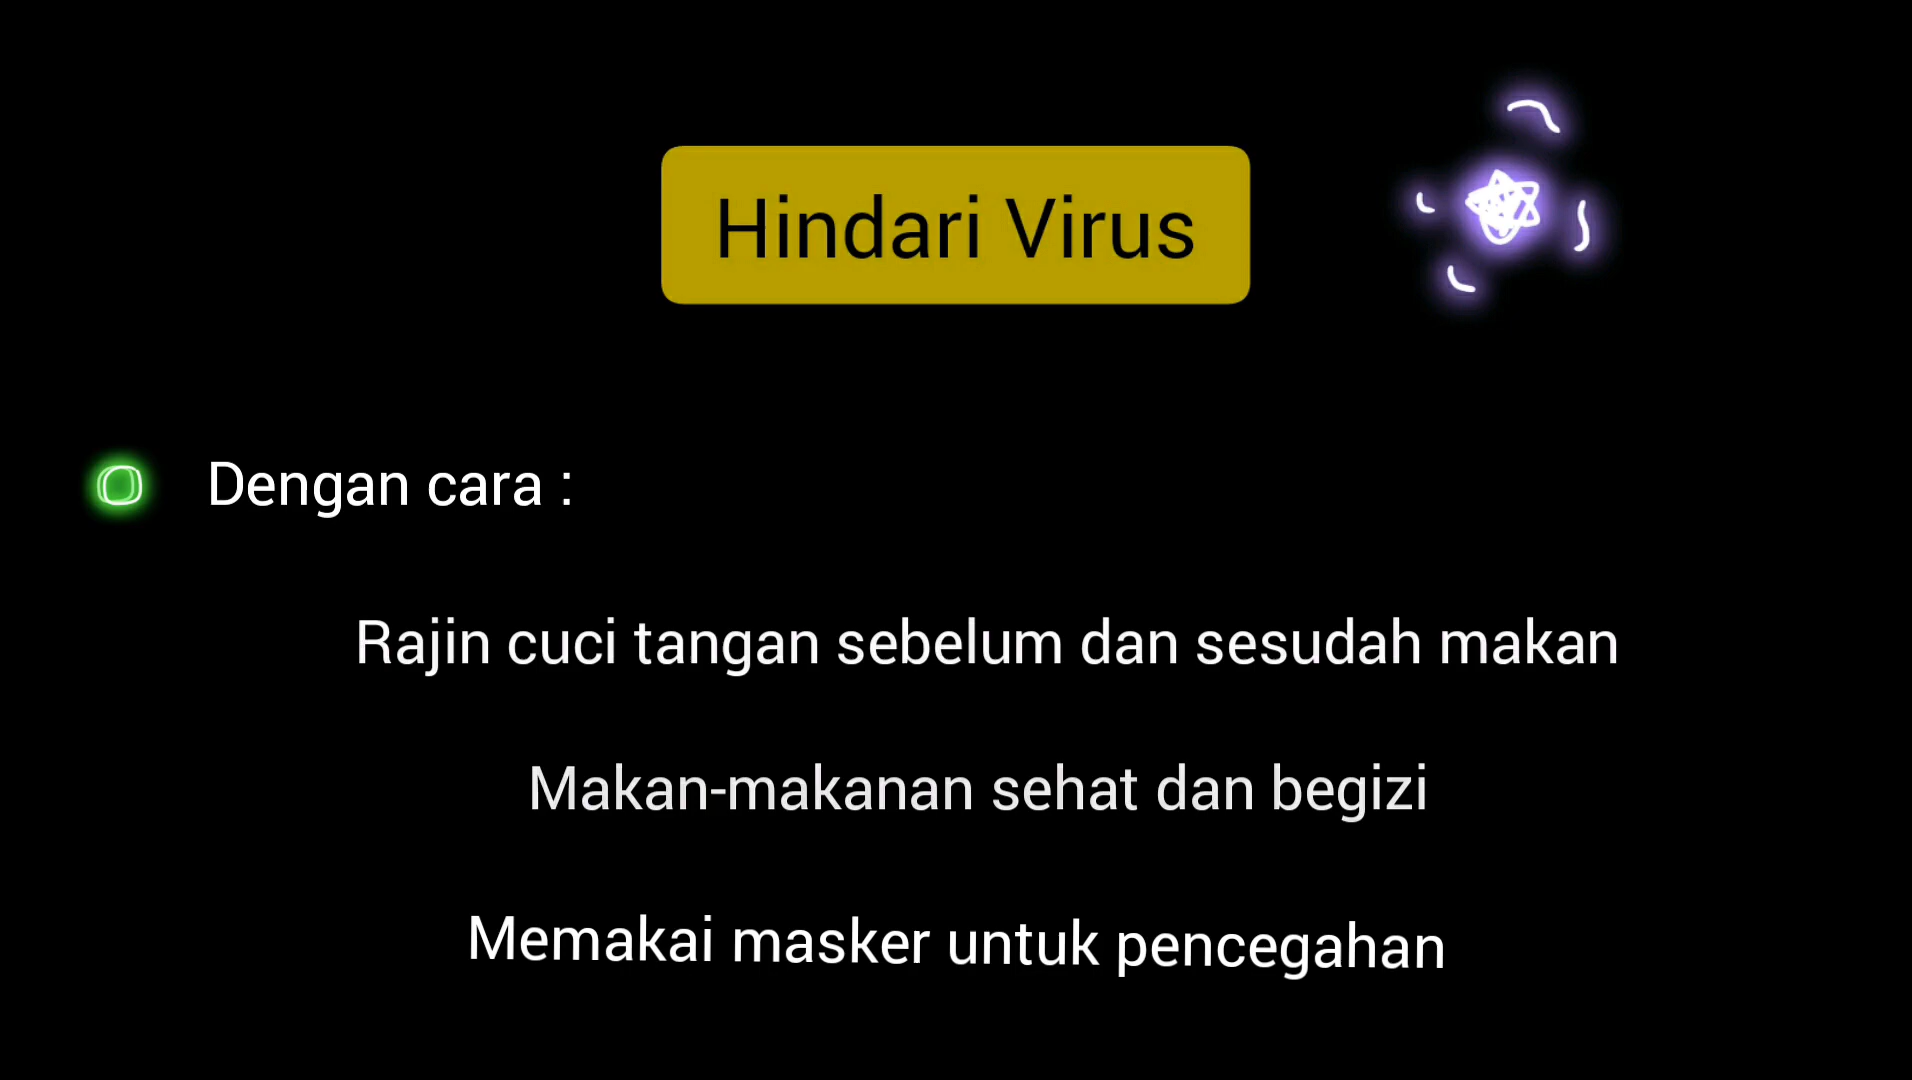 Hindari Virus
Dengan cara :
Rajin cuci tangan sebelum dan sesudah makan
Makan-makanan sehat dan begizi
Memakai masker untuk pencegahan